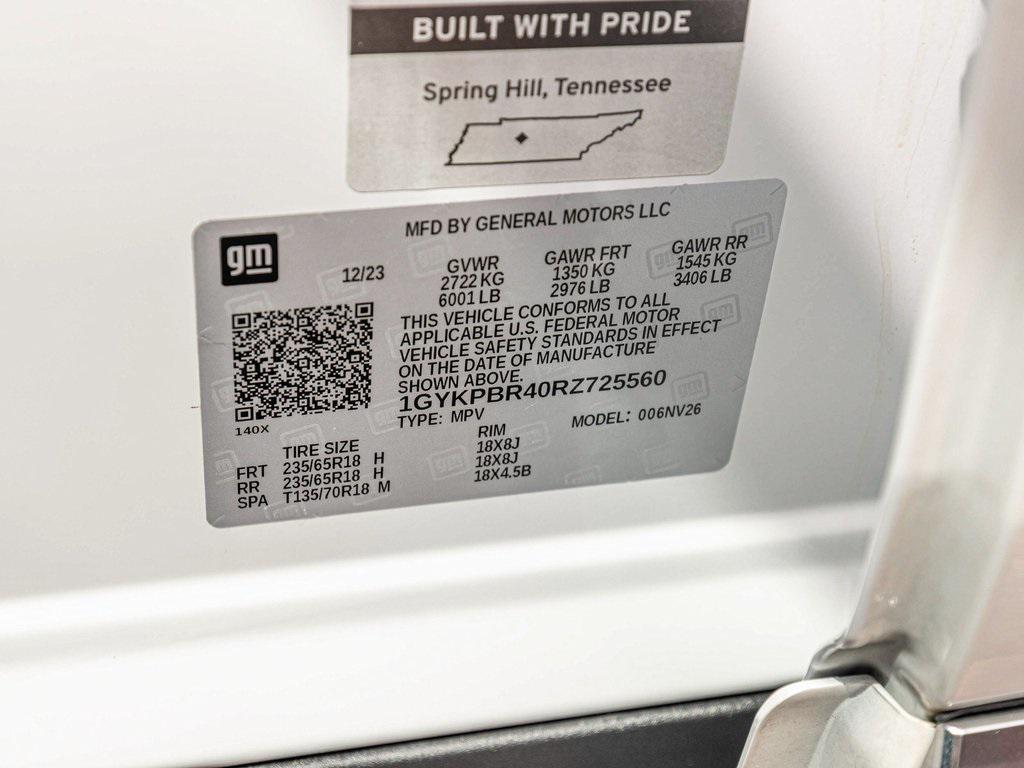 BUILT WITH PRIDE
Spring Hill, Tennessee
MFD BY GENERAL MOTORS LLC
gm
12/23
GVWR
2722 KG
6001 LB
GAWR FRT
1350 KG
2976 LB
GAWR RR
1545 KG
3406 LB
THIS VEHICLE CONFORMS TO ALL
APPLICABLE U.S. FEDERAL MOTOR
VEHICLE SAFETY STANDARDS IN EFFECT
ON THE DATE OF MANUFACTURE
SHOWN ABOVE.
1GYKPBR40RZ725560
TYPE: MPV
MODEL: 006NV26
140X
TIRE SIZE
RIM
FRT 235/65R18 H 18X8J
RR 235/65R18 H 18X8J
SPA T135/70R18 M 18X4.5B